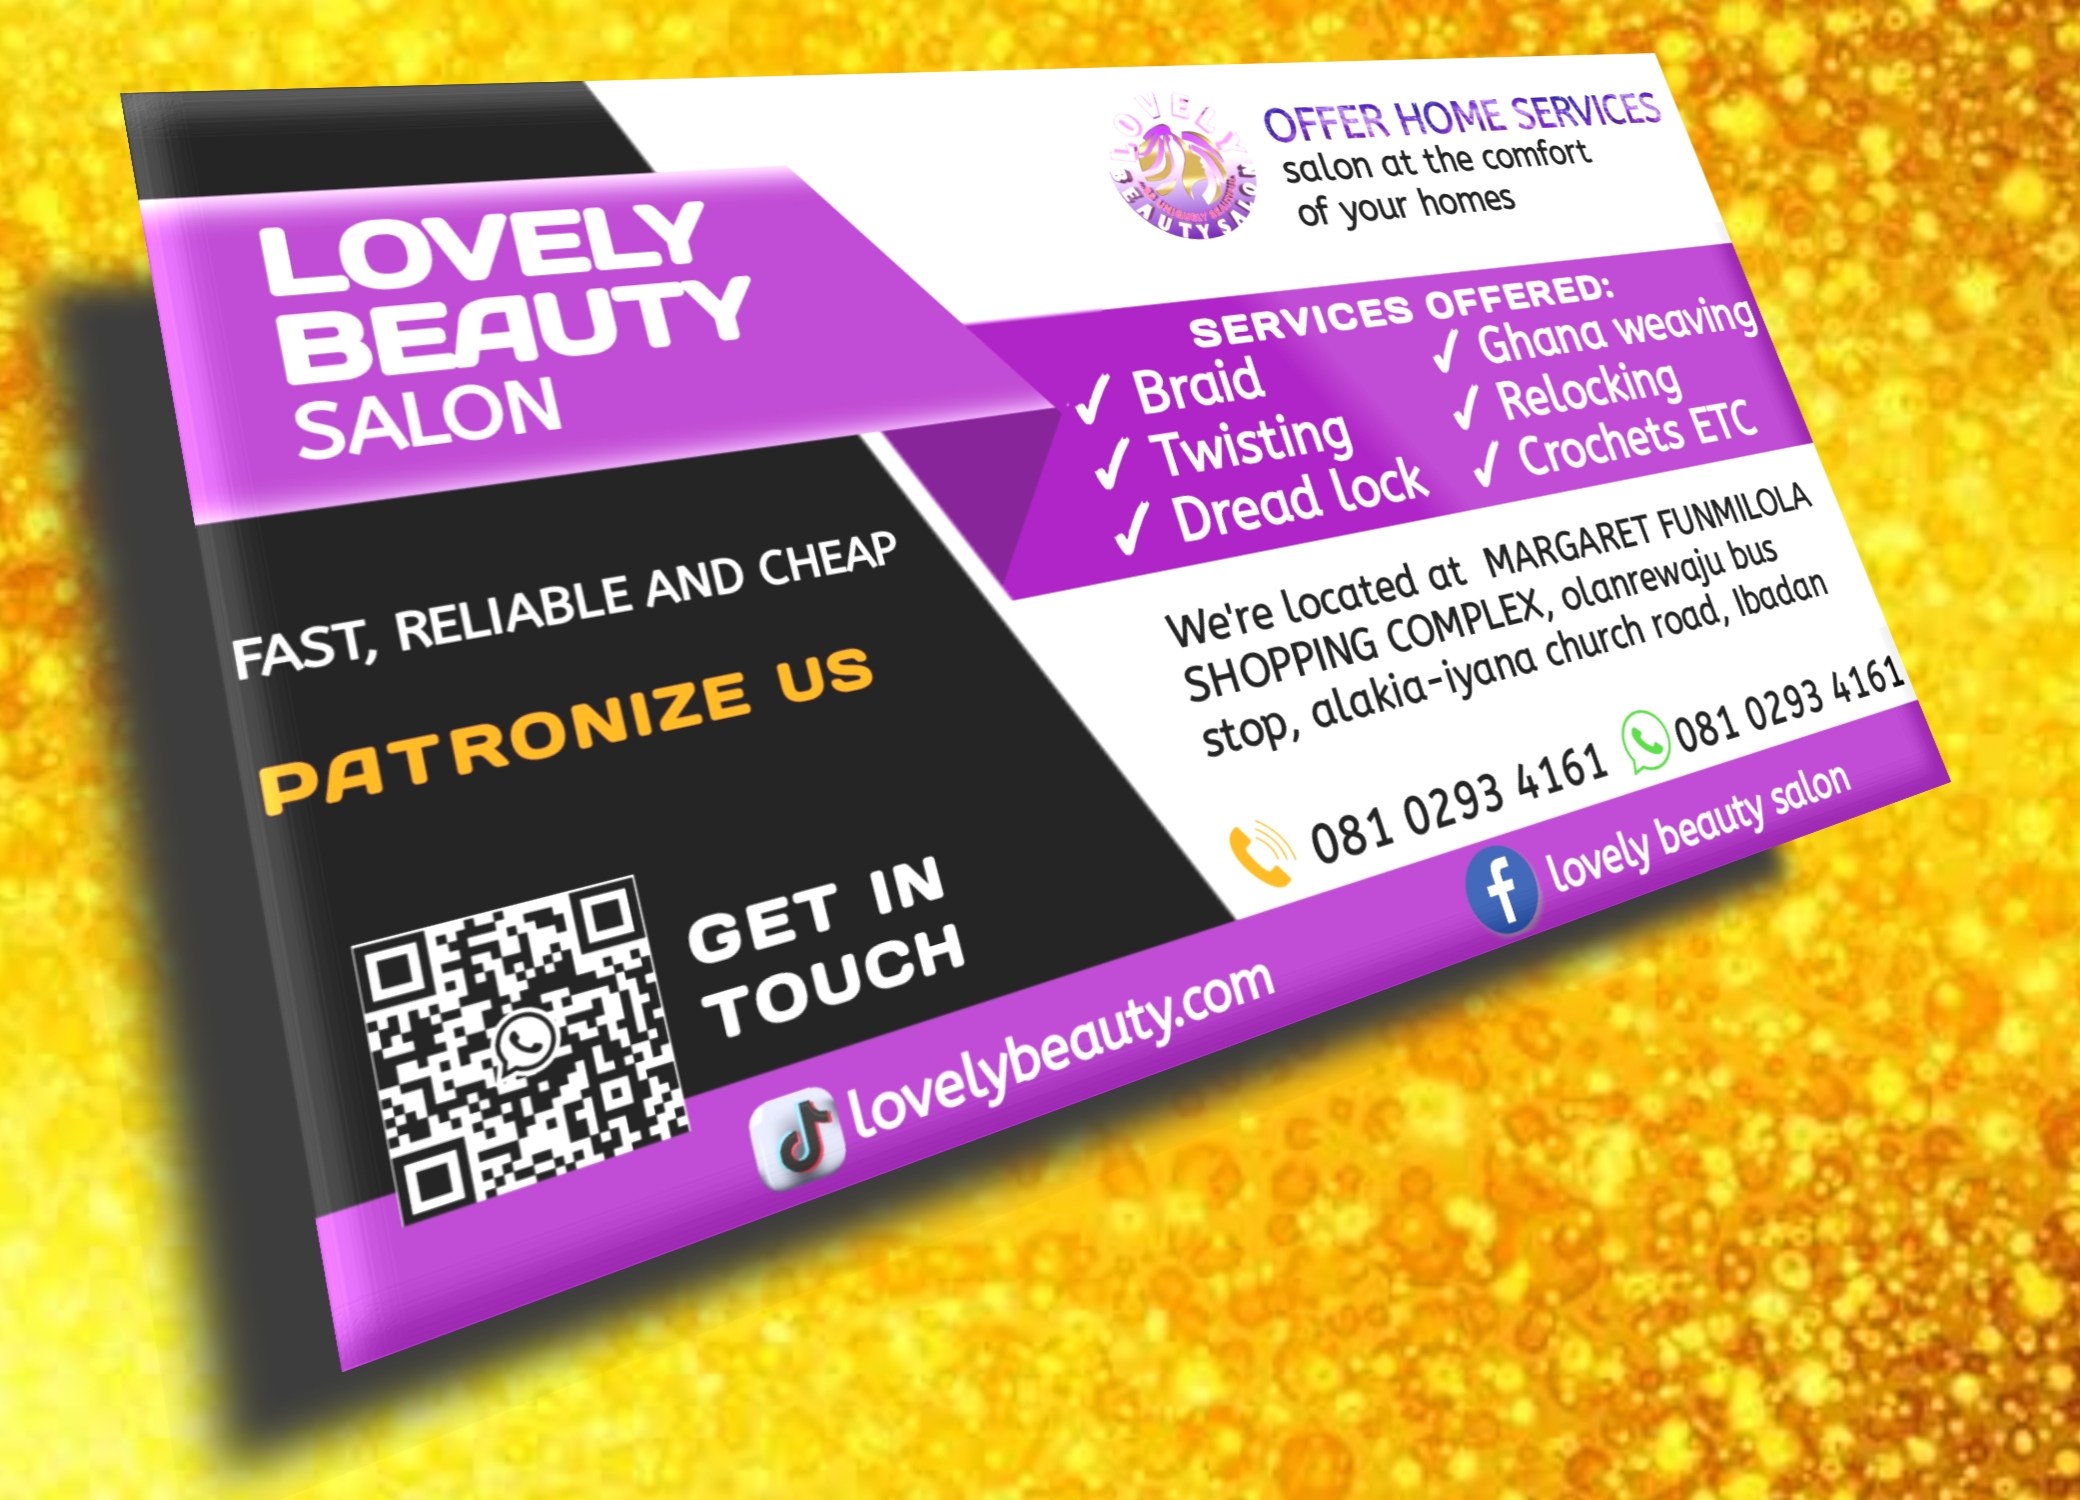 LOVELY
BEAUTY
SALON
FAST, RELIABLE AND CHEAP
PATRONIZE US
GET IN
TOUCH
lovelybeauty.com
LOVELY
BEAUTY SALON
OFFER HOME SERVICES
salon at the comfort
of your homes
SERVICES OFFERED:
✓ Braid
✓ Twisting
✓ Dread lock
✓ Ghana weaving
✓ Relocking
✓ Crochets ETC
We're located at MARGARET FUNMILOLA
SHOPPING COMPLEX, olanrewaju bus
stop, alakia-iyana church road, Ibadan
081 0293 4161
081 0293 4161
lovely beauty salon